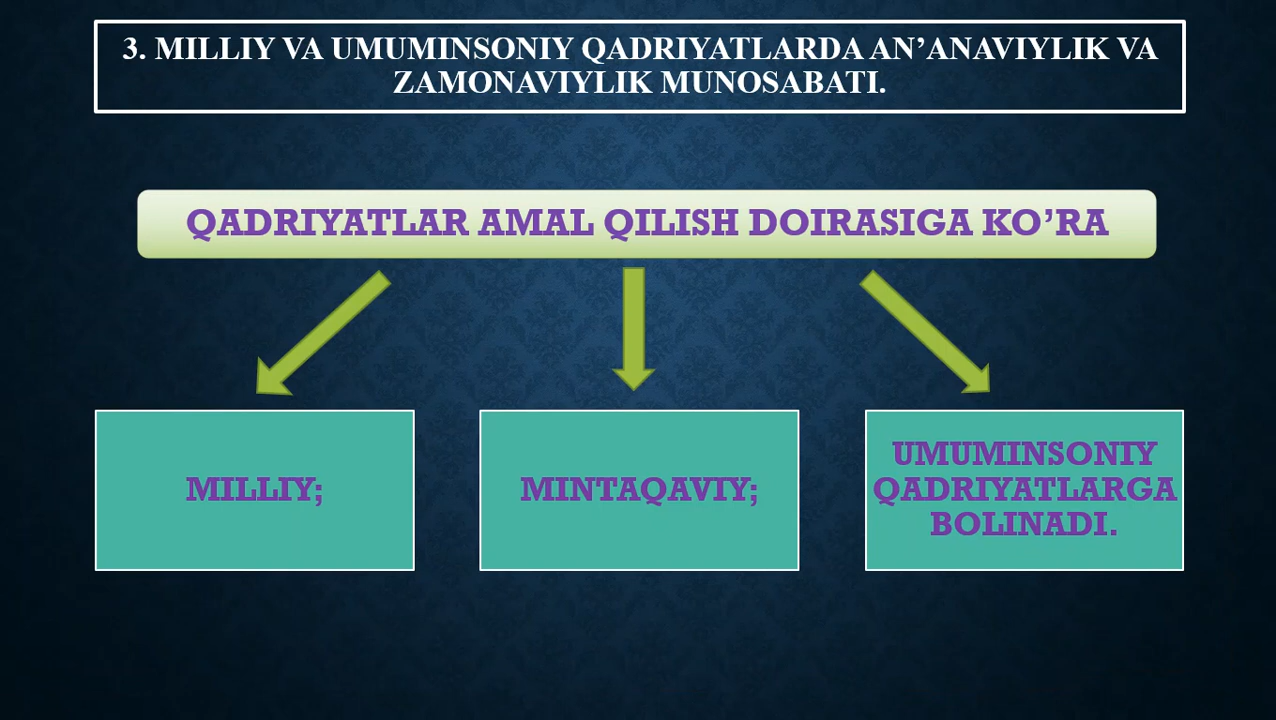 3. MILLIY VA UMUMINSONIY QADRIYATLARDA AN’ANAVIYLIK VA
ZAMONAVIYLIK MUNOSABATI.
QADRIYATLAR AMAL QILISH DOIRASIGA KO’RA
MILLIY;
MINTAQAVIY;
UMUMINSONIY
QADRIYATLARGA
BOLINADI.